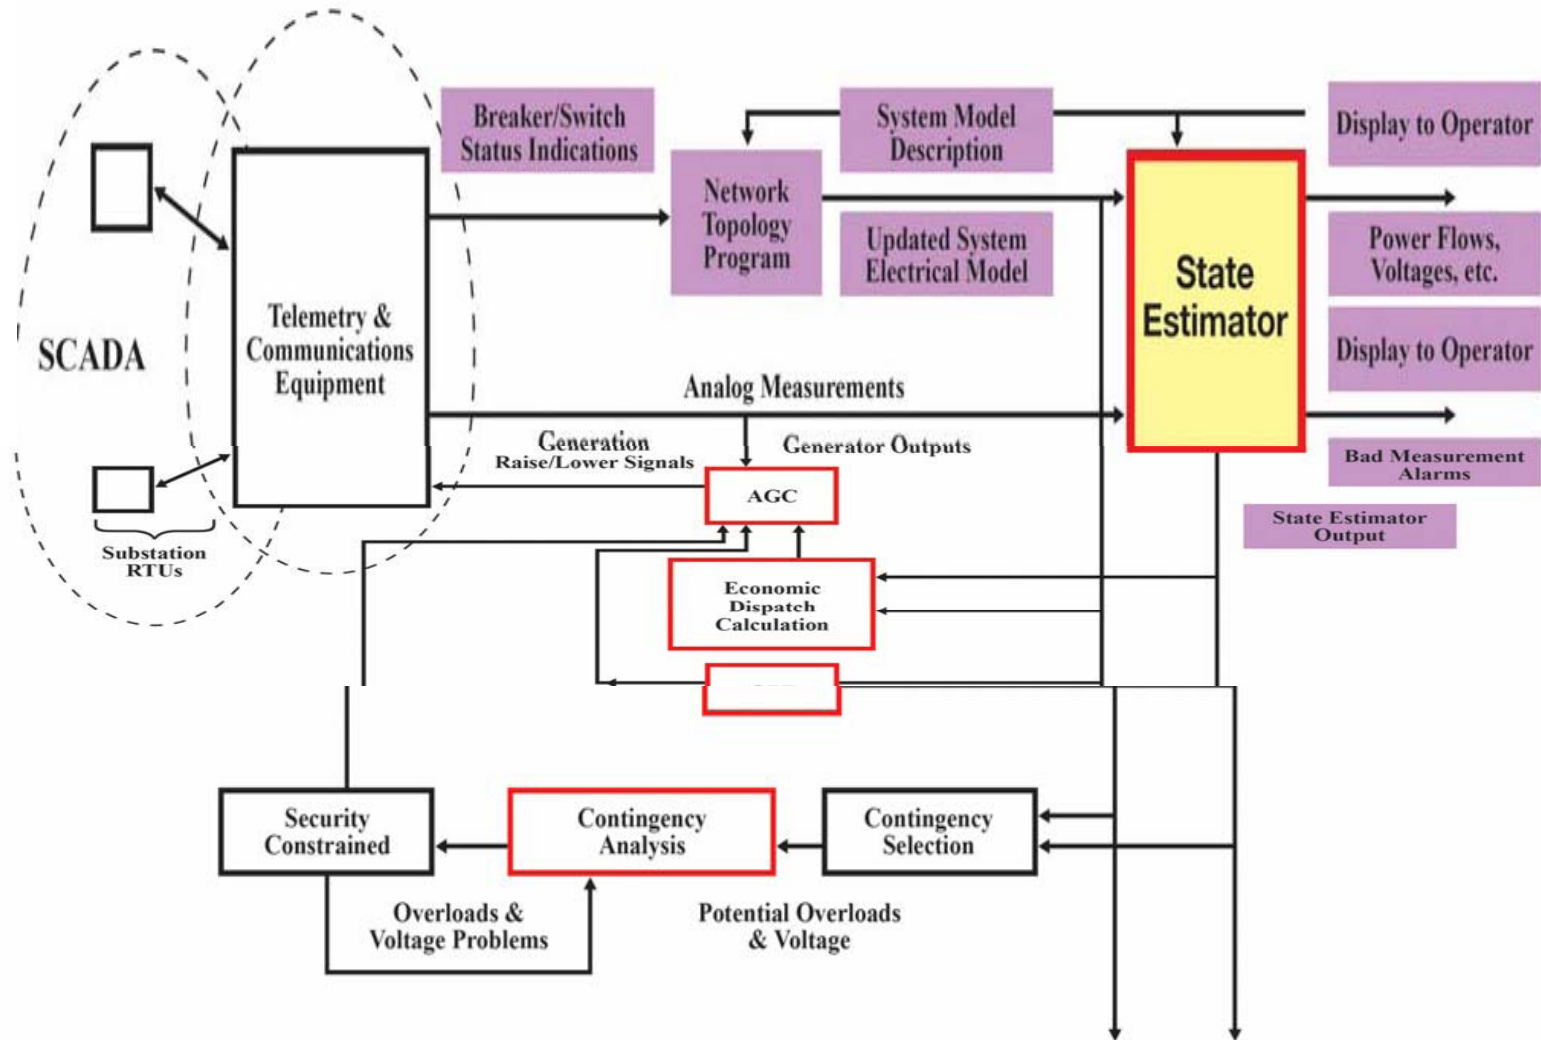 Breaker/Switch
Status Indications
System Model
Description
Display to Operator
Network
Topology
Program
Updated System
Electrical Model
State
Estimator
Power Flows,
Voltages, etc.
Telemetry &
Communications
Equipment
SCADA
Display to Operator
Analog Measurements
Generation
Raise/Lower Signals
Generator Outputs
Bad Measurement
Alarms
AGC
State Estimator
Output
Substation
RTUs
Economic
Dispatch
Calculation
Security
Constrained
Contingency
Analysis
Contingency
Selection
Overloads &
Voltage Problems
Potential Overloads
& Voltage